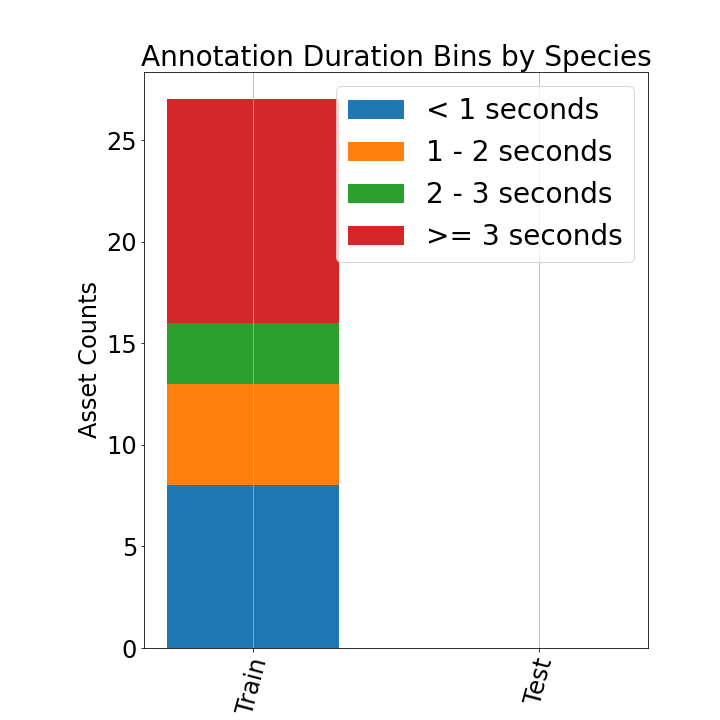 Annotation Duration Bins by Species
< 1 seconds
1 - 2 seconds
2 - 3 seconds
>= 3 seconds
Asset Counts
25
20
15
10
5
0
Train
Test